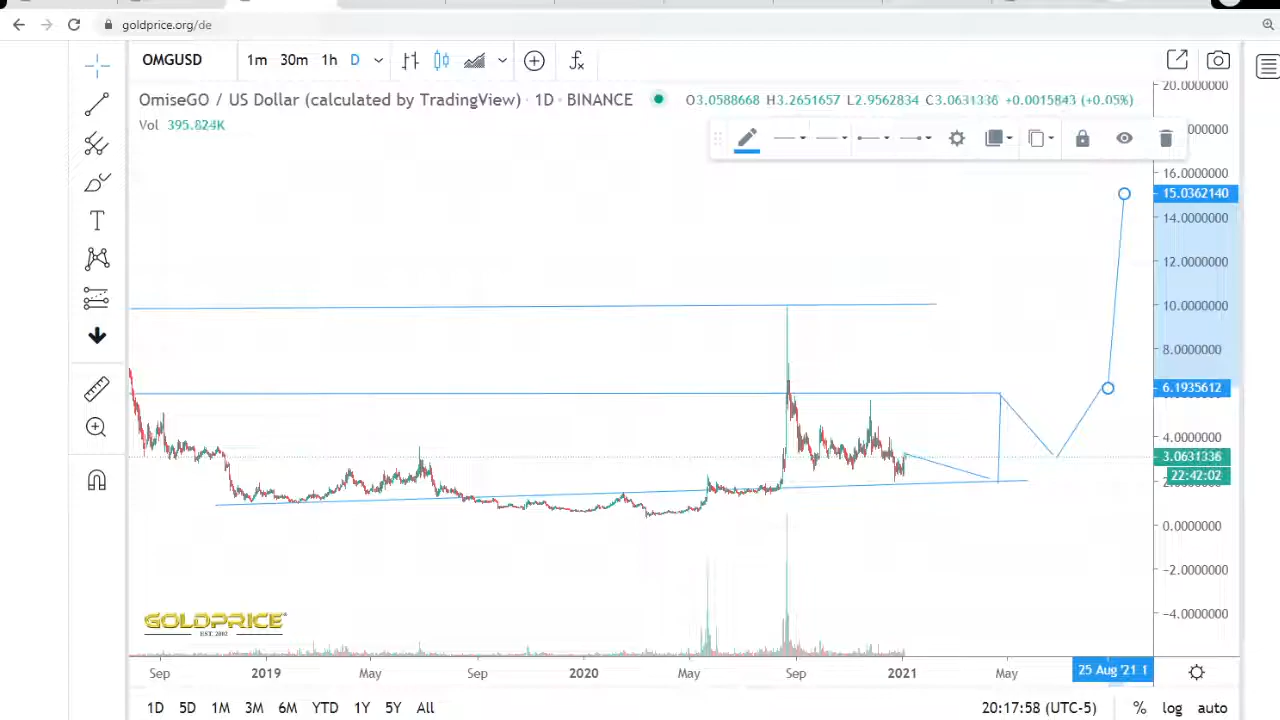 goldprice.org/de
OMGUSD 1m 30m 1h D
OmiseGO / US Dollar (calculated by TradingView) · 1D · BINANCE O3.0588668 H3.2651657 L2.9562834 C3.0631336 +0.0015843 (+0.05%)
Vol 395.824K
20.0000000
16.0000000
15.0362140
14.0000000
12.0000000
10.0000000
8.0000000
6.1935612
4.0000000
3.0631336
22:42:02
0.0000000
−2.0000000
−4.0000000
GOLDPRICE
EST. 2002
Sep 2019 May Sep 2020 May Sep 2021 May 25 Aug '21 1
1D 5D 1M 3M 6M YTD 1Y 5Y All 20:17:58 (UTC-5) % log auto